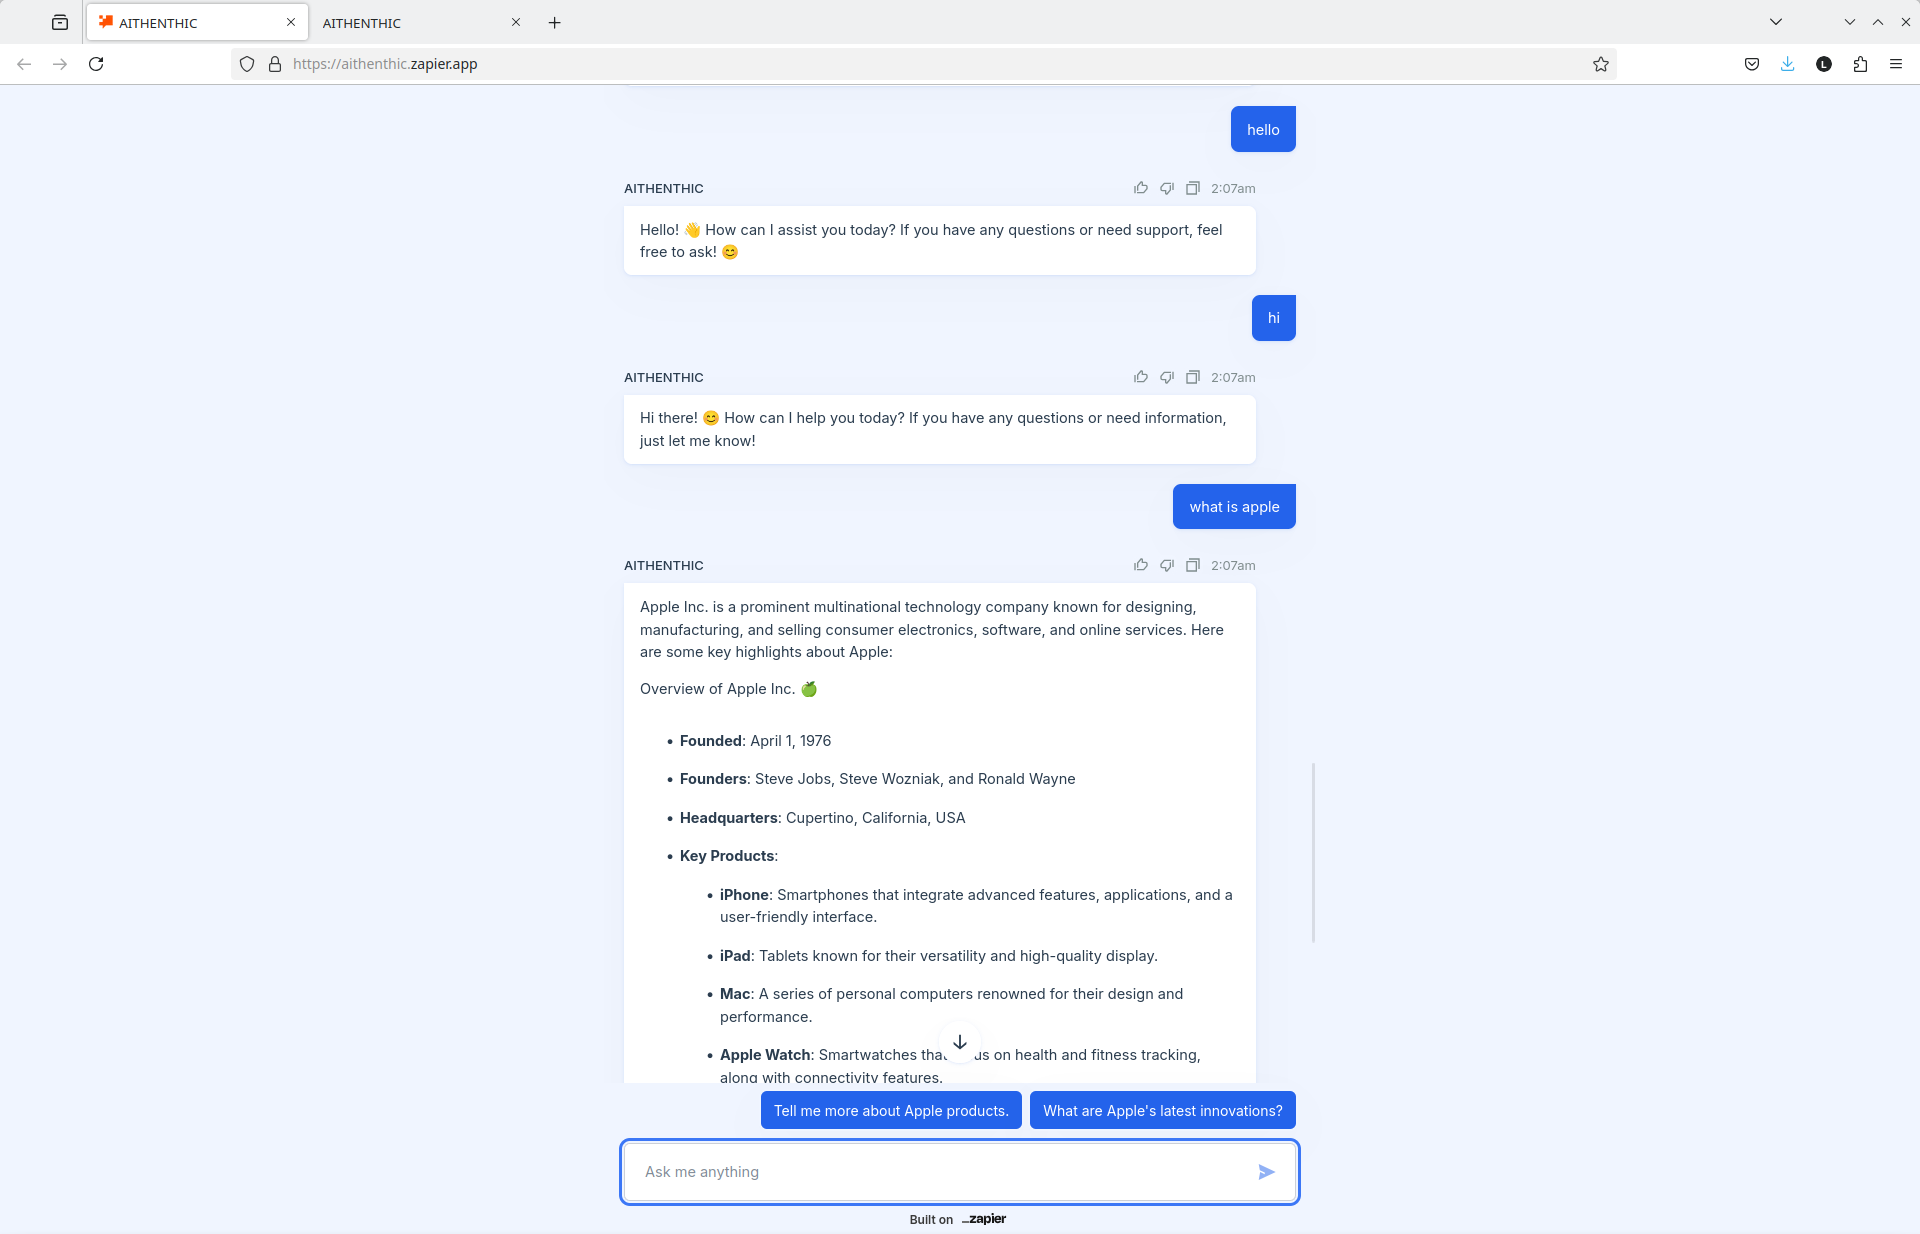 AITHENTHIC
AITHENTHIC
https://aithenthic.zapier.app
L
hello
AITHENTHIC 2:07am
Hello! 👋 How can I assist you today? If you have any questions or need support, feel
free to ask! 😊
hi
AITHENTHIC 2:07am
Hi there! 😊 How can I help you today? If you have any questions or need information,
just let me know!
what is apple
AITHENTHIC 2:07am
Apple Inc. is a prominent multinational technology company known for designing,
manufacturing, and selling consumer electronics, software, and online services. Here
are some key highlights about Apple:
Overview of Apple Inc. 🍏
• Founded: April 1, 1976
• Founders: Steve Jobs, Steve Wozniak, and Ronald Wayne
• Headquarters: Cupertino, California, USA
• Key Products:
• iPhone: Smartphones that integrate advanced features, applications, and a
user-friendly interface.
• iPad: Tablets known for their versatility and high-quality display.
• Mac: A series of personal computers renowned for their design and
performance.
• Apple Watch: Smartwatches that on health and fitness tracking,
along with connectivity features.
Tell me more about Apple products.
What are Apple's latest innovations?
Ask me anything
Built on zapier